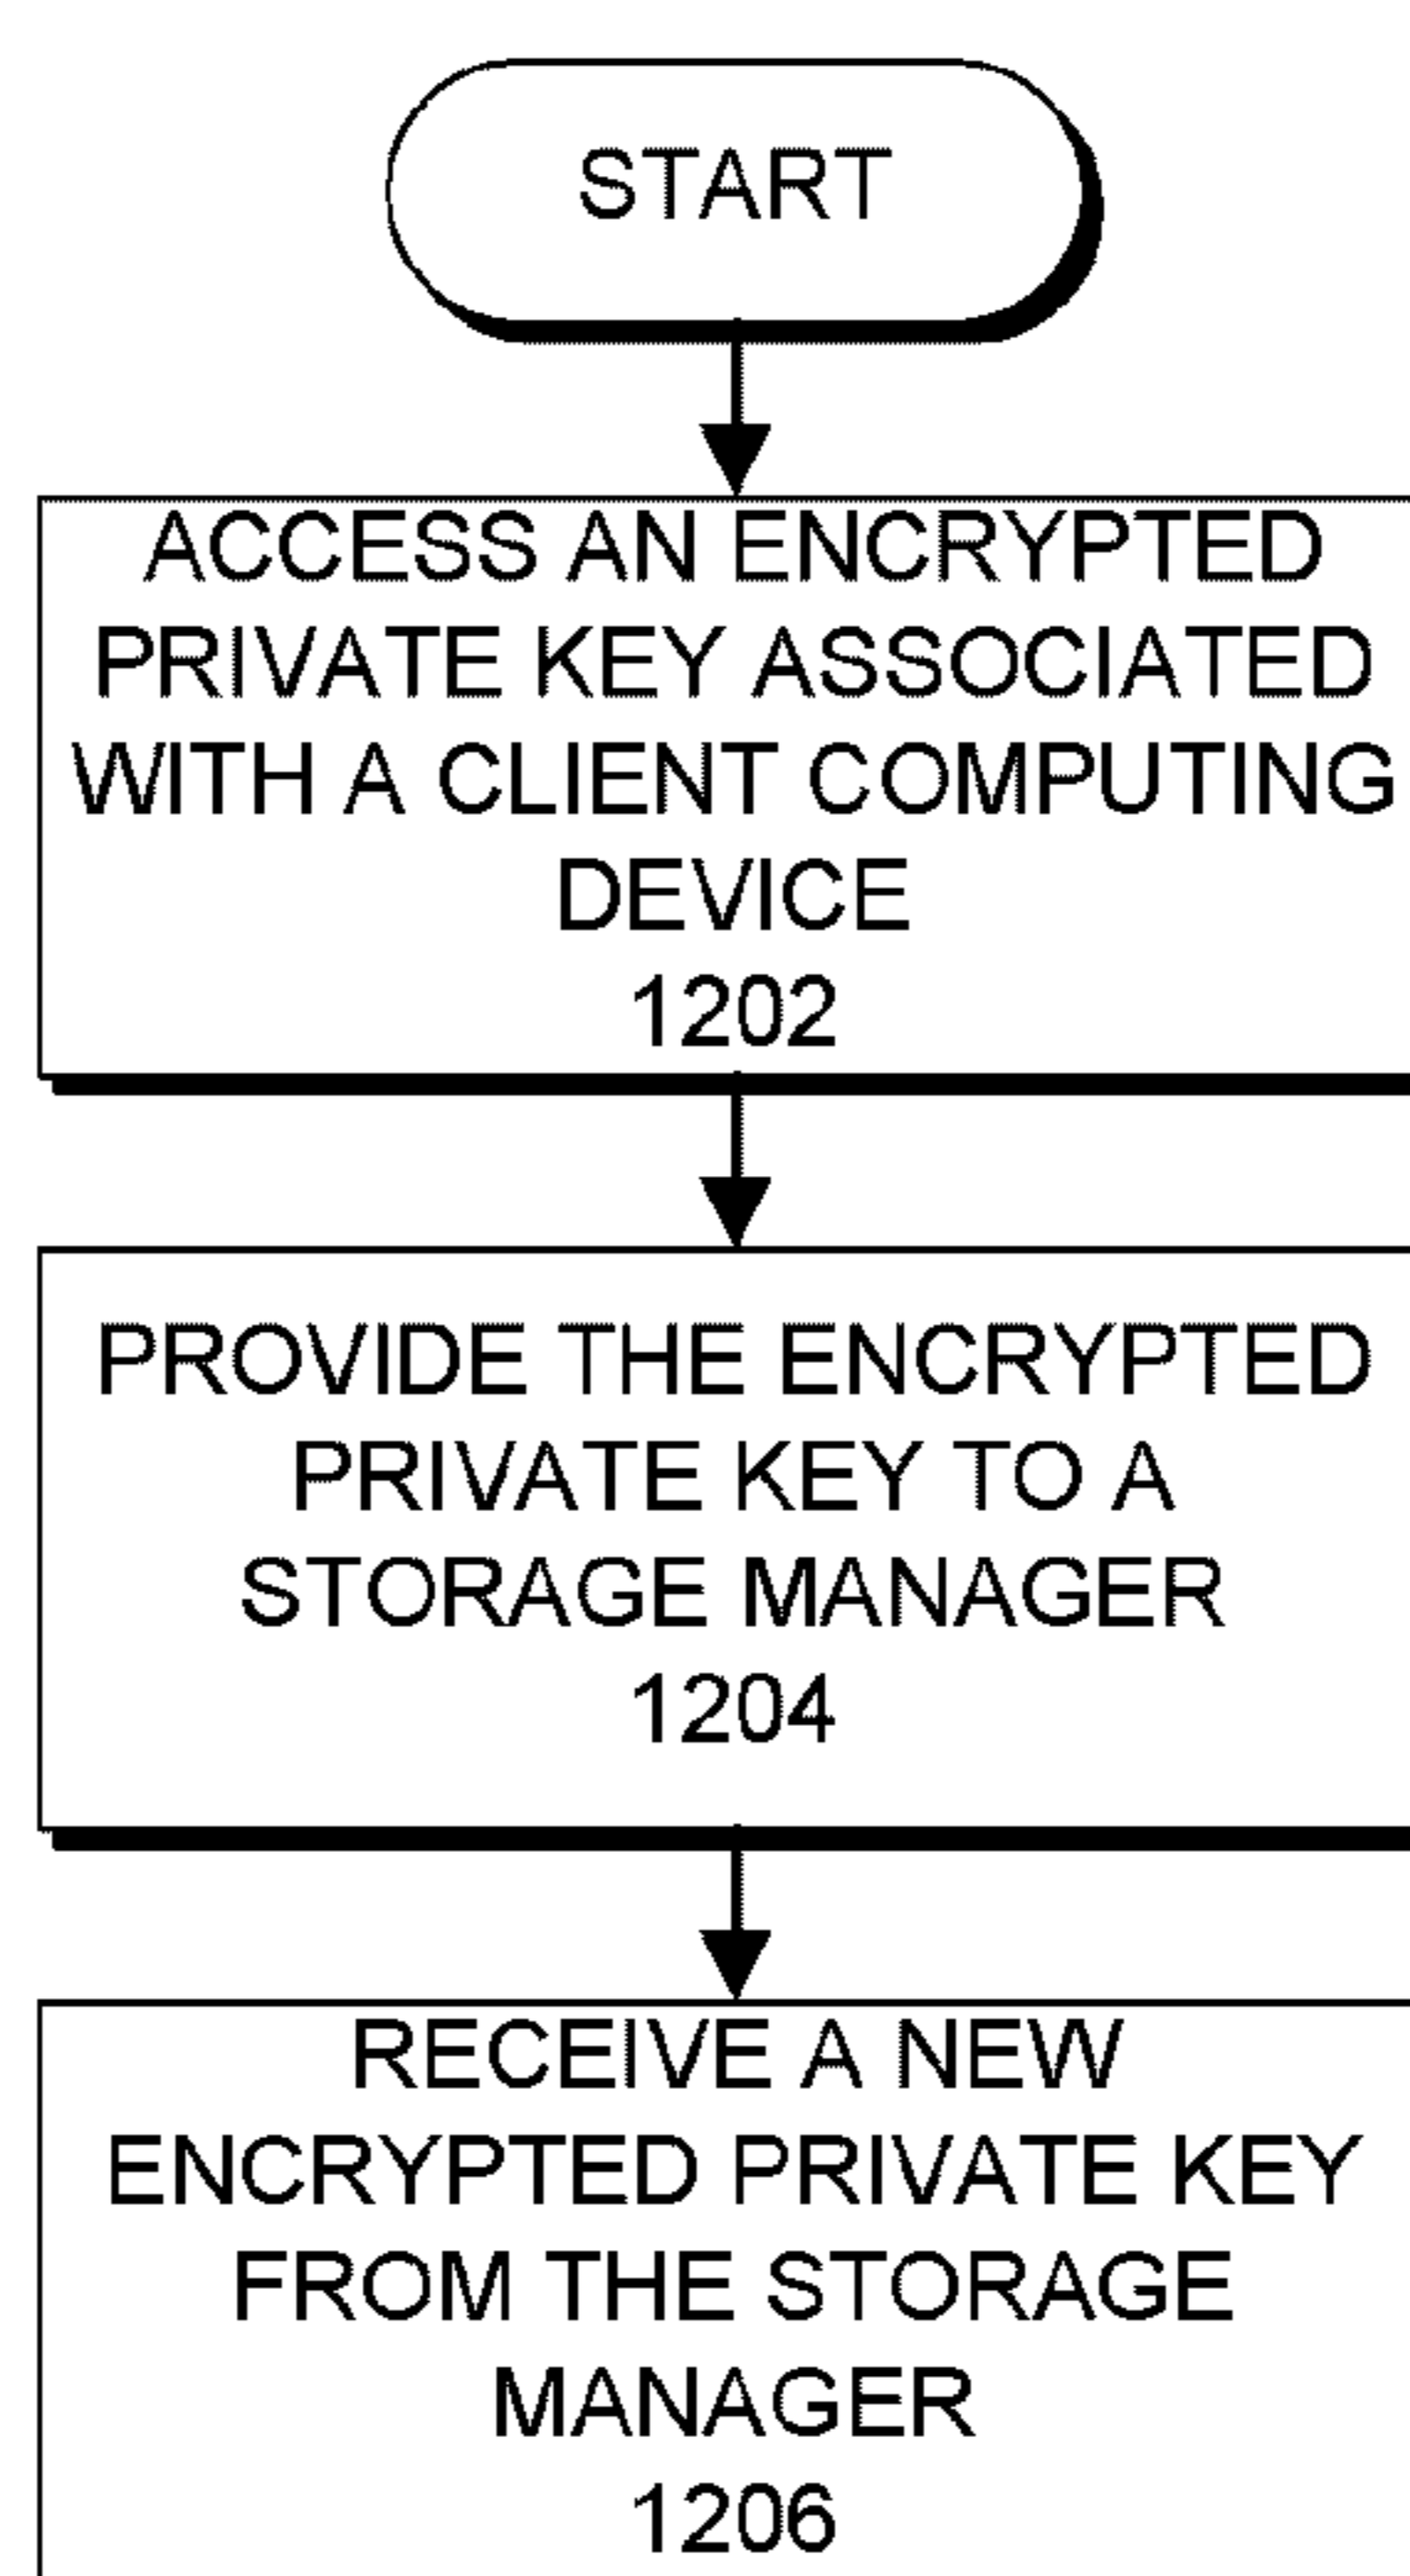 START
ACCESS AN ENCRYPTED
PRIVATE KEY ASSOCIATED
WITH A CLIENT COMPUTING
DEVICE
1202
PROVIDE THE ENCRYPTED
PRIVATE KEY TO A
STORAGE MANAGER
1204
RECEIVE A NEW
ENCRYPTED PRIVATE KEY
FROM THE STORAGE
MANAGER
1206